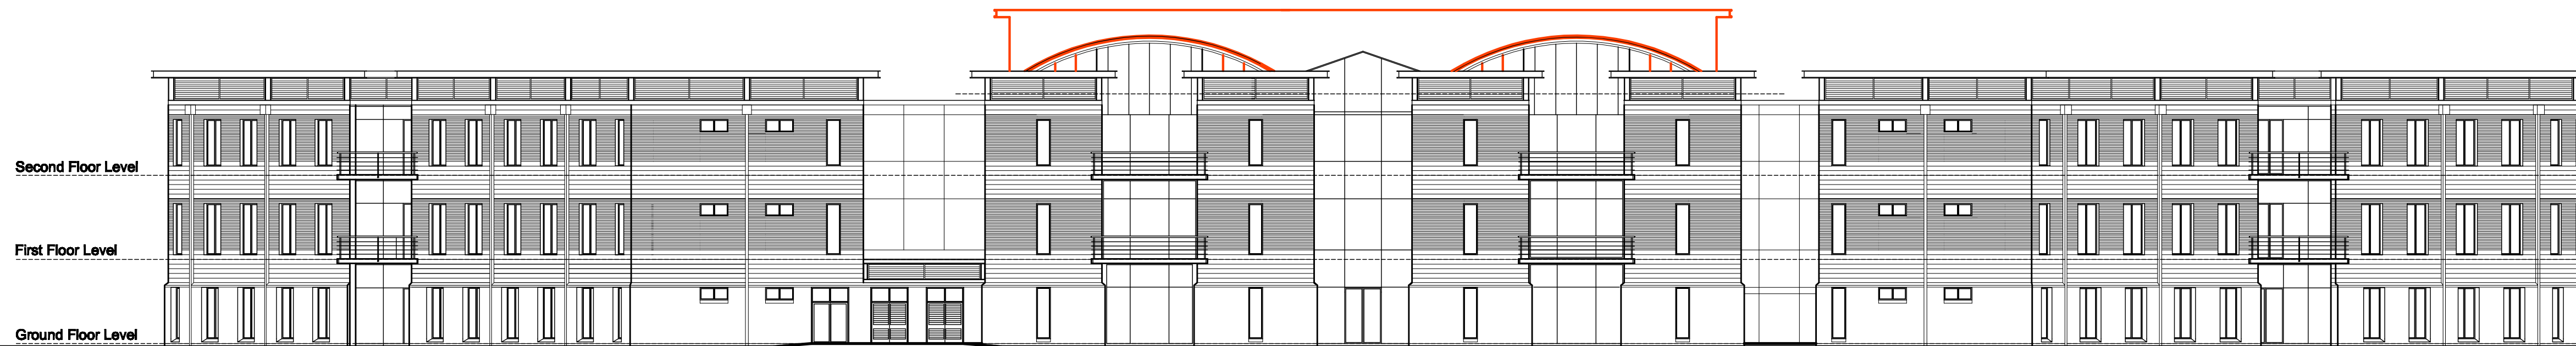 Second Floor Level
First Floor Level
Ground Floor Level